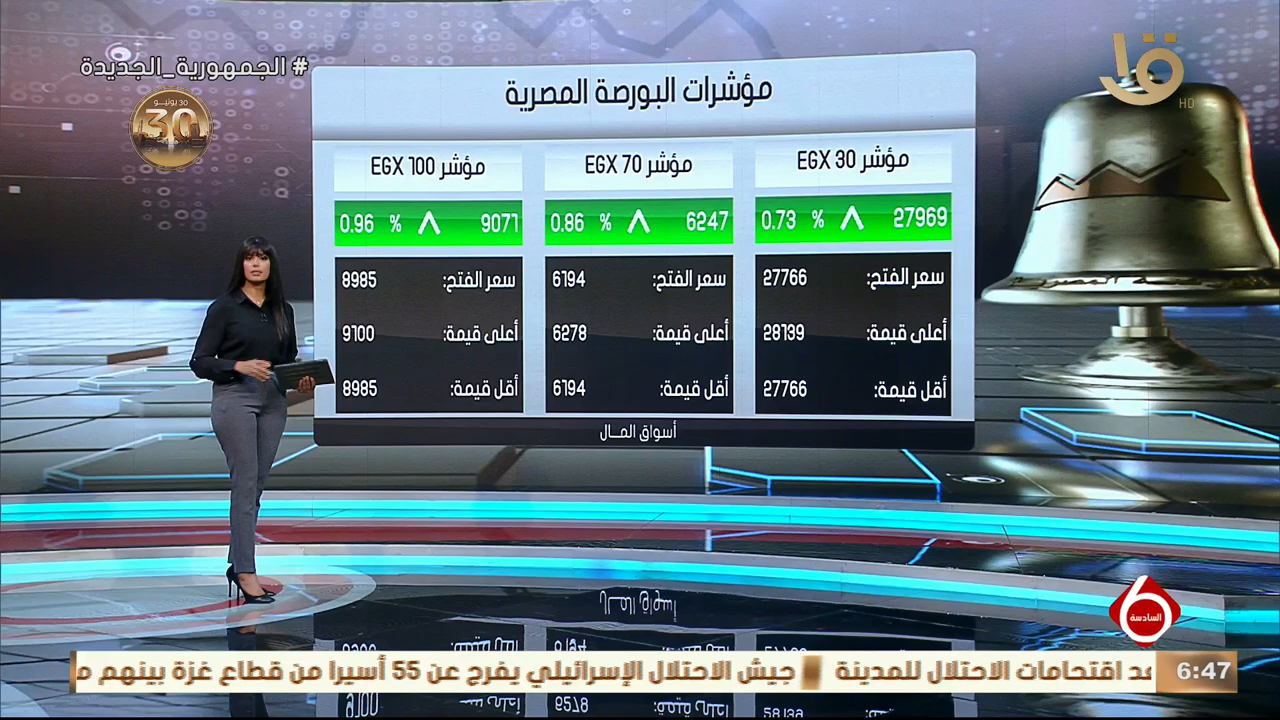 #الجمهورية_الجديدة
30 يونيو
30
HD
مؤشرات البورصة المصرية
مؤشر EGX 30
27969 % 0.73
سعر الفتح: 27766
أعلى قيمة: 28139
أقل قيمة: 27766
مؤشر EGX 70
6247 % 0.86
سعر الفتح: 6194
أعلى قيمة: 6278
أقل قيمة: 6194
مؤشر EGX 100
9071 % 0.96
سعر الفتح: 8985
أعلى قيمة: 9100
أقل قيمة: 8985
أسواق المـال
6 السادسة
6:47
اقتحامات الاحتلال للمدينة
جيش الاحتلال الإسرائيلي يفرج عن 55 أسيرا من قطاع غزة بينهم